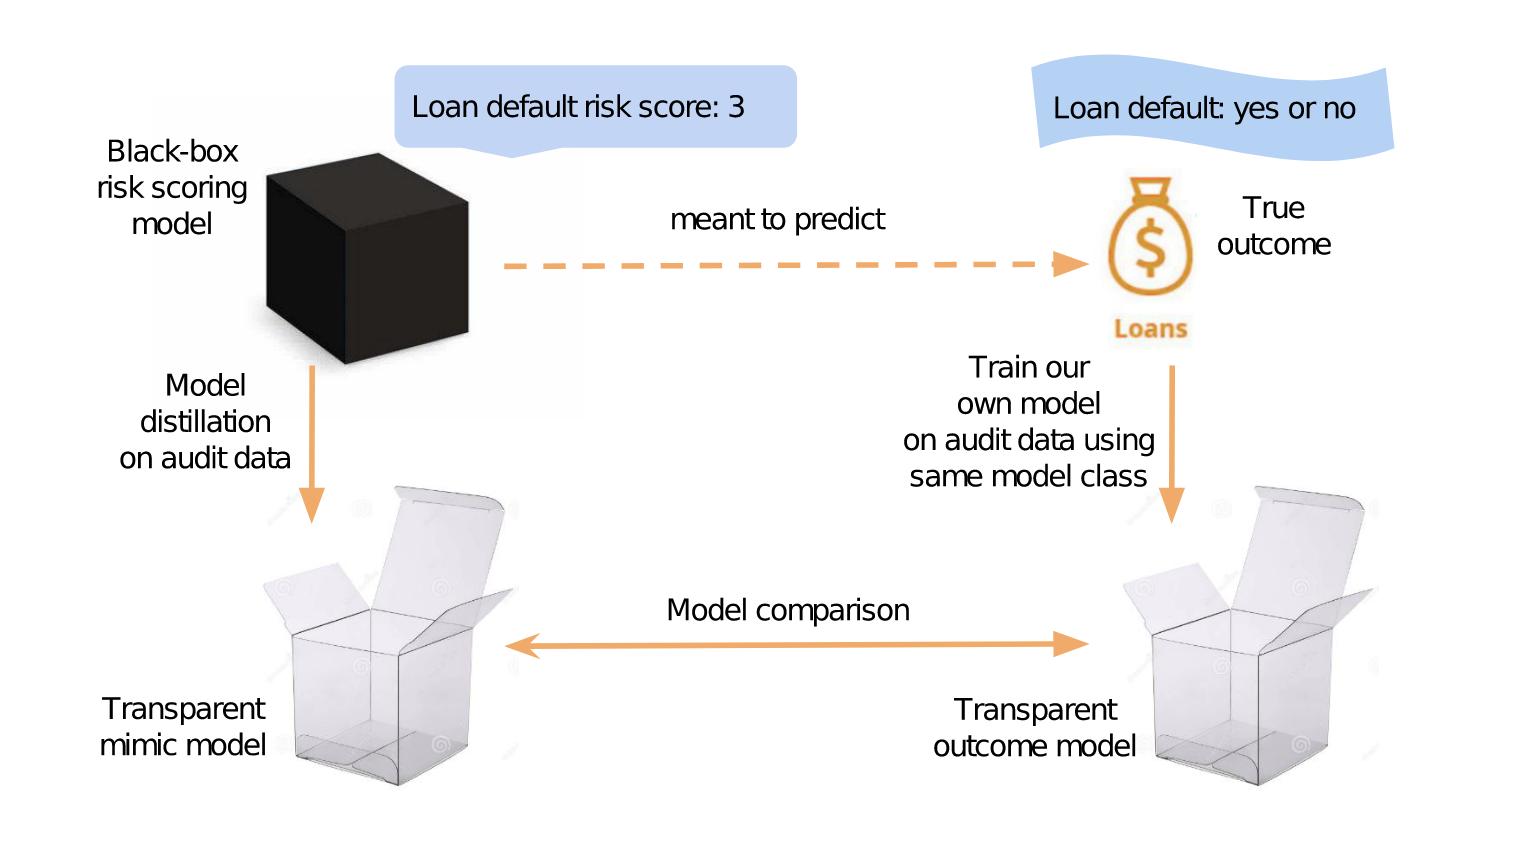 Loan default risk score: 3
Loan default: yes or no
Black-box
risk scoring
model
meant to predict
True
outcome
Loans
Model
distillation
on audit data
Train our
own model
on audit data using
same model class
Model comparison
Transparent
mimic model
Transparent
outcome model